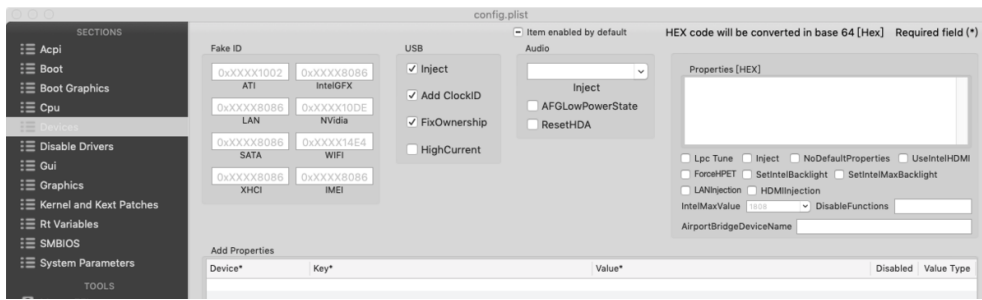 config.plist
SECTIONS
Acpi
Boot
Boot Graphics
Cpu
Devices
Disable Drivers
Gui
Graphics
Kernel and Kext Patches
Rt Variables
SMBIOS
System Parameters
TOOLS
Item enabled by default
HEX code will be converted in base 64 [Hex] Required field (*)
Fake ID
0xXXXX1002 0xXXXX8086
ATI IntelGFX
0xXXXX8086 0xXXXX10DE
LAN NVidia
0xXXXX8086 0xXXXX14E4
SATA WIFI
0xXXXX8086 0xXXXX8086
XHCI IMEI
USB
Inject
Add ClockID
FixOwnership
HighCurrent
Audio
Inject
AFGLowPowerState
ResetHDA
Properties [HEX]
Lpc Tune Inject NoDefaultProperties UseIntelHDMI
ForceHPET SetIntelBacklight SetIntelMaxBacklight
LANInjection HDMIInjection
IntelMaxValue 1808 DisableFunctions
AirportBridgeDeviceName
Add Properties
Device* Key* Value* Disabled Value Type